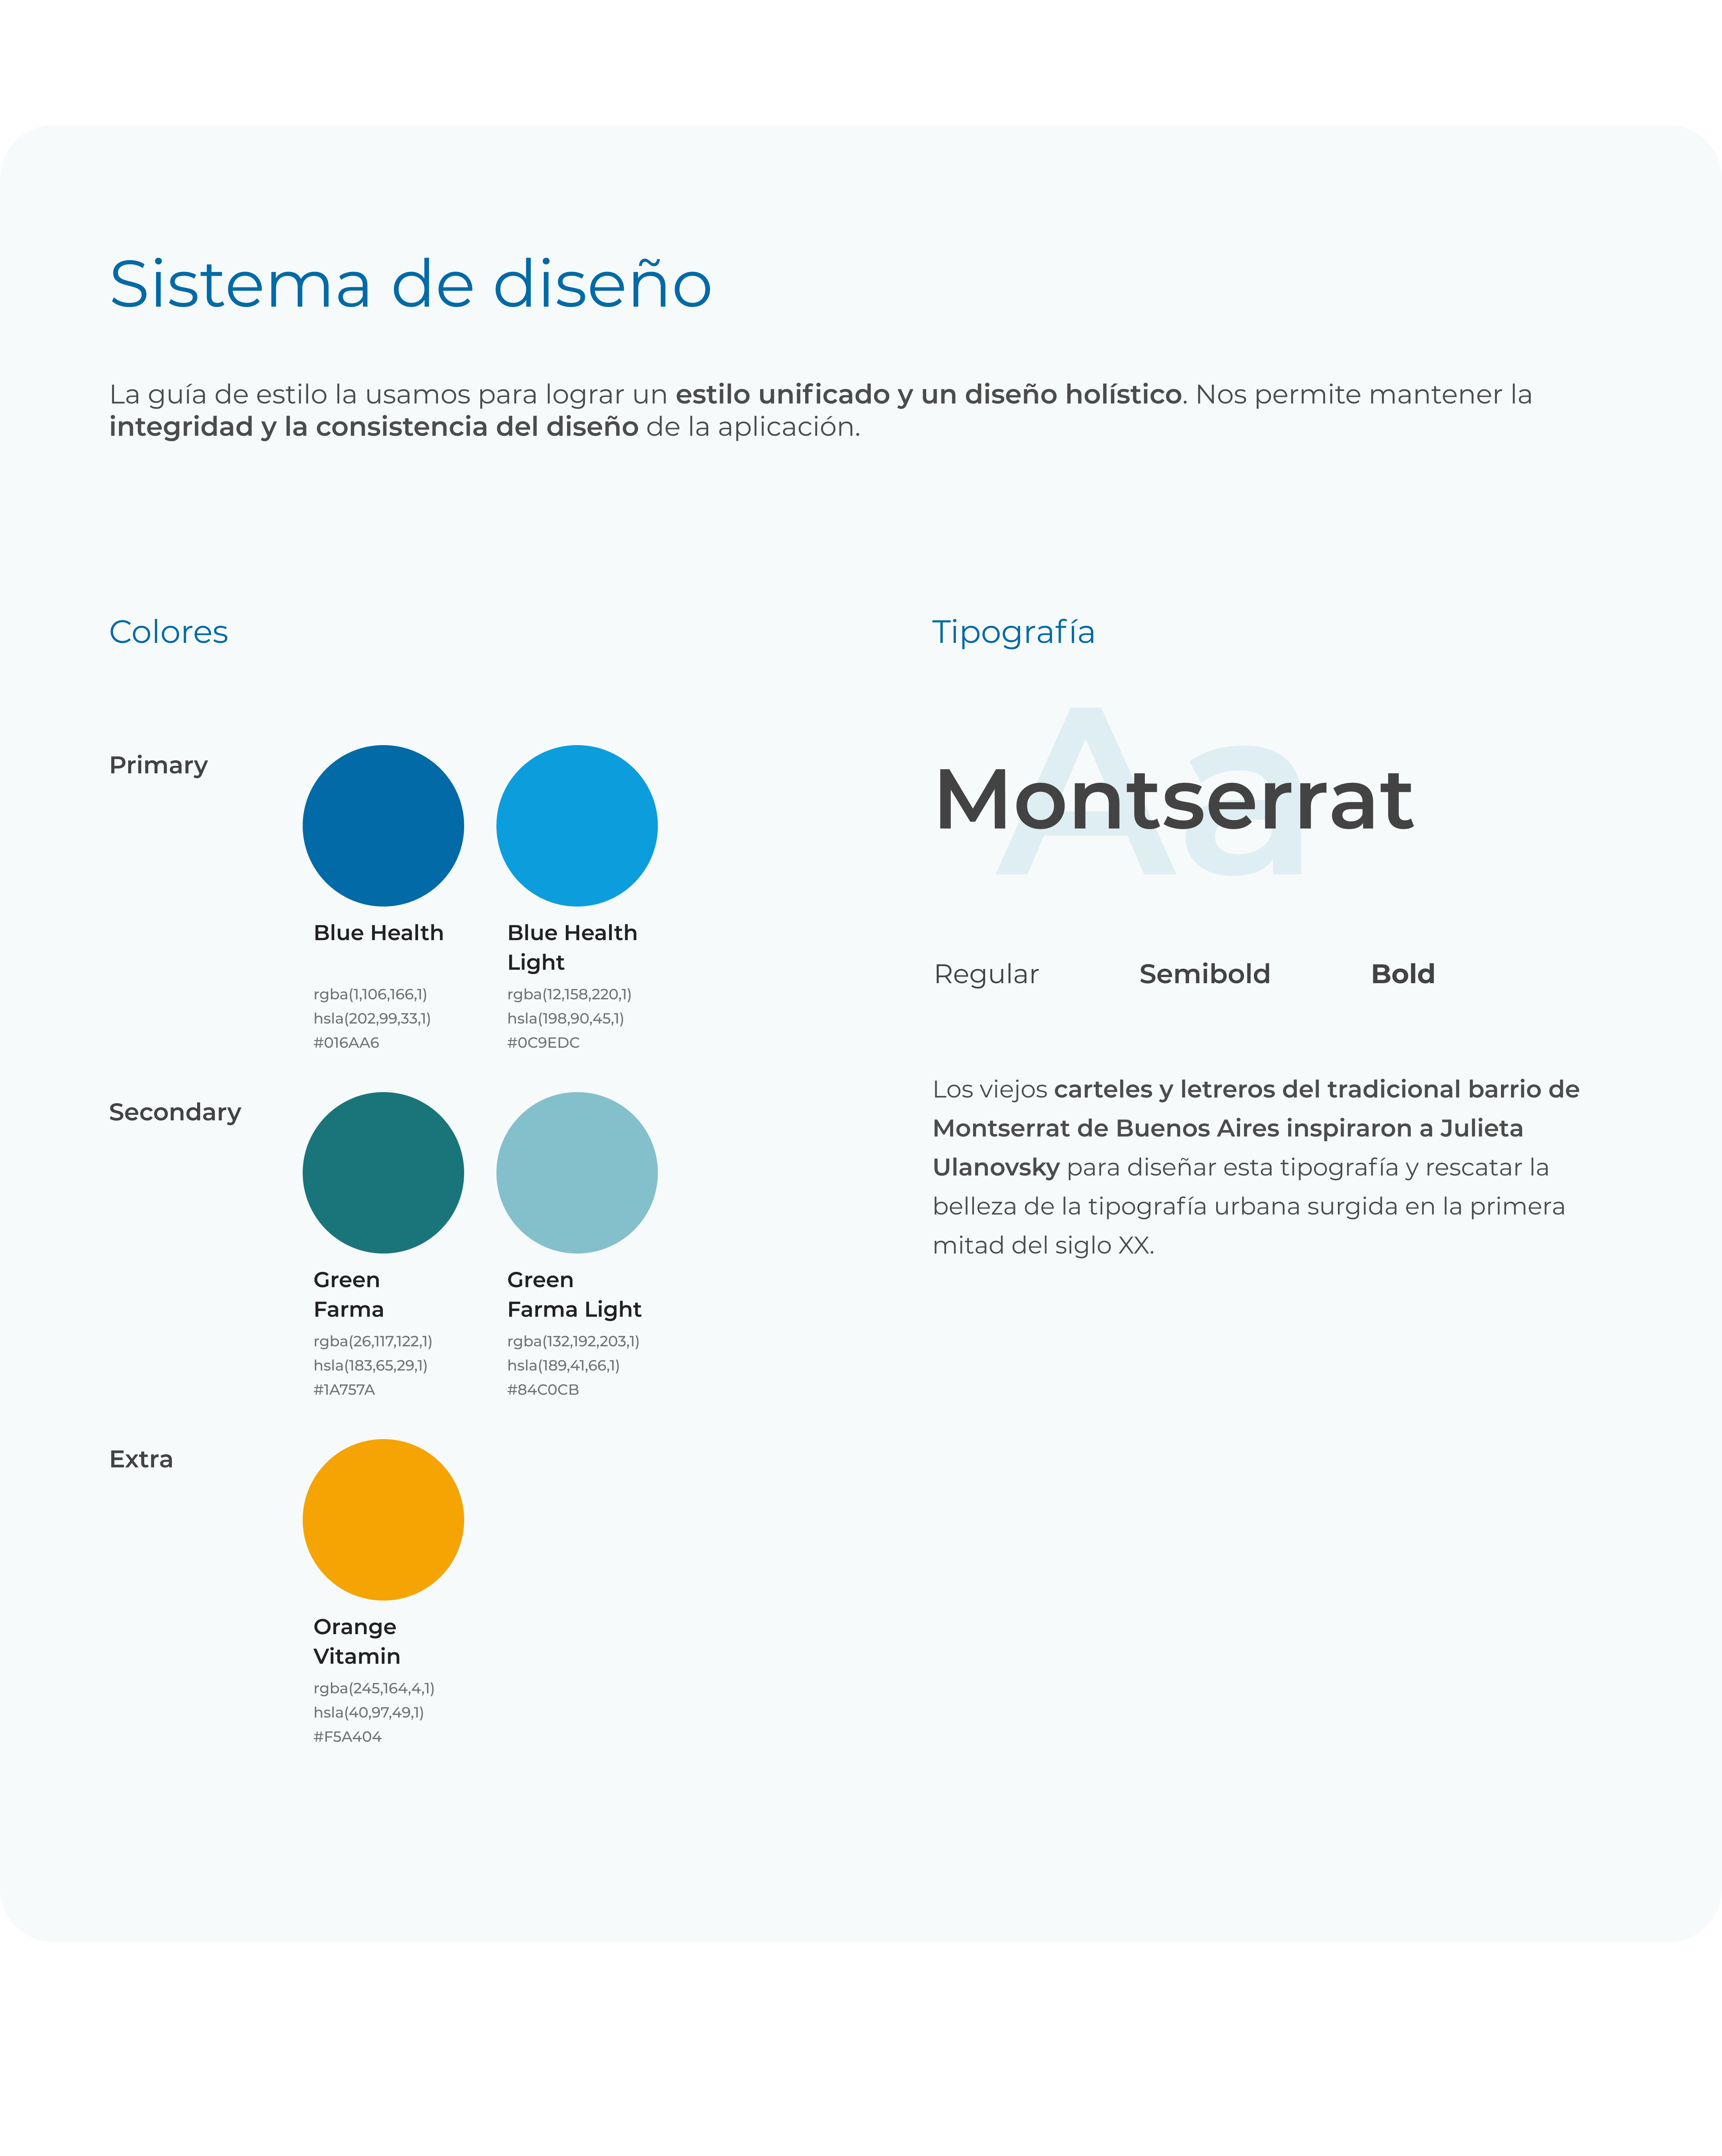 Sistema de diseño
La guía de estilo la usamos para lograr un estilo unificado y un diseño holístico. Nos permite mantener la
integridad y la consistencia del diseño de la aplicación.
Colores
Primary
Blue Health
rgba(1,106,166,1)
hsla(202,99,33,1)
#016AA6
Blue Health
Light
rgba(12,158,220,1)
hsla(198,90,45,1)
#0C9EDC
Secondary
Green
Farma
rgba(26,117,122,1)
hsla(183,65,29,1)
#1A757A
Green
Farma Light
rgba(132,192,203,1)
hsla(189,41,66,1)
#84C0CB
Extra
Orange
Vitamin
rgba(245,164,4,1)
hsla(40,97,49,1)
#F5A404
Tipografía
Aa
Montserrat
Regular Semibold Bold
Los viejos carteles y letreros del tradicional barrio de
Montserrat de Buenos Aires inspiraron a Julieta
Ulanovsky para diseñar esta tipografía y rescatar la
belleza de la tipografía urbana surgida en la primera
mitad del siglo XX.